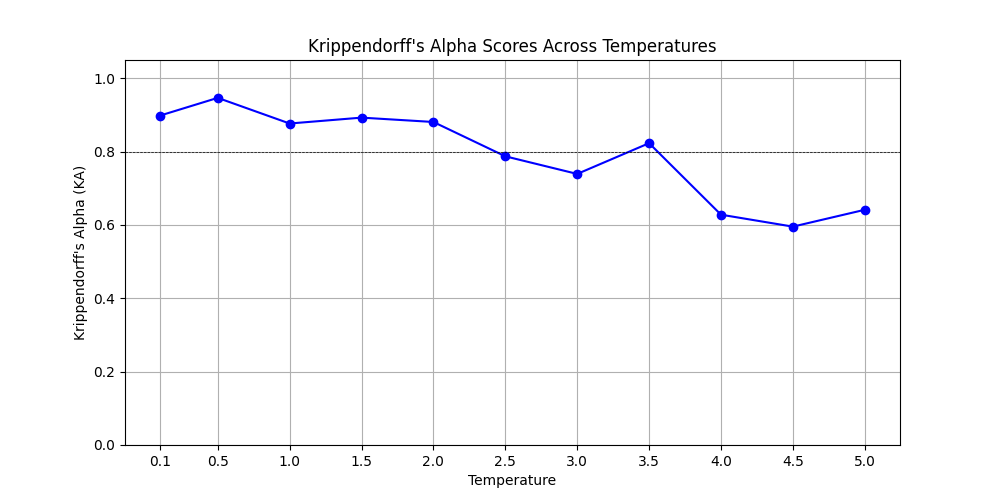 Krippendorff's Alpha Scores Across Temperatures
Krippendorff's Alpha (KA)
1.0
0.8
0.6
0.4
0.2
0.0
0.1 0.5 1.0 1.5 2.0 2.5 3.0 3.5 4.0 4.5 5.0
Temperature